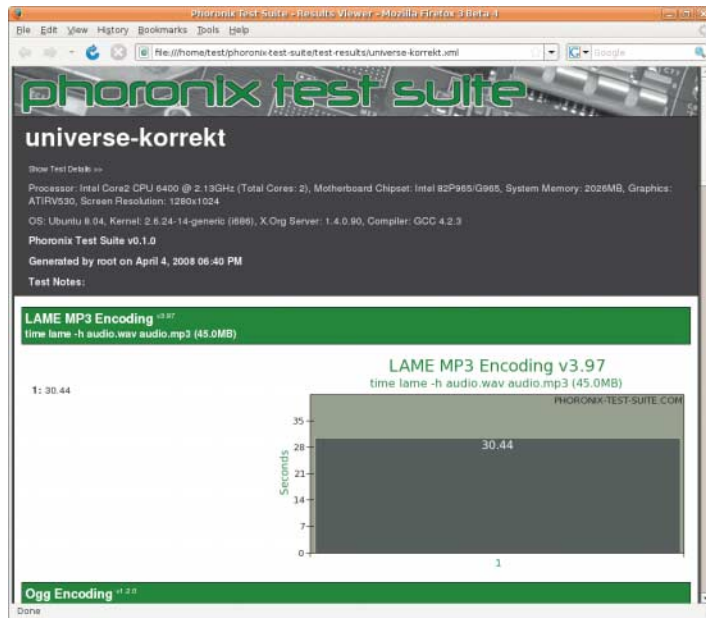 Phoronix Test Suite - Results Viewer - Mozilla Firefox 3 Beta 4
File Edit View History Bookmarks Tools Help
file:///home/test/phoronix-test-suite/test-results/universe-korrekt.xml
Google
phoronix test suite
universe-korrekt
Show Test Details >>
Processor: Intel Core2 CPU 6400 @ 2.13GHz (Total Cores: 2), Motherboard Chipset: Intel 82P965/G965, System Memory: 2026MB, Graphics:
ATIRV530, Screen Resolution: 1280x1024
OS: Ubuntu 8.04, Kernel: 2.6.24-14-generic (i686), X.Org Server: 1.4.0.90, Compiler: GCC 4.2.3
Phoronix Test Suite v0.1.0
Generated by root on April 4, 2008 06:40 PM
Test Notes:
LAME MP3 Encoding v3.97
time lame -h audio.wav audio.mp3 (45.0MB)
1: 30.44
LAME MP3 Encoding v3.97
time lame -h audio.wav audio.mp3 (45.0MB)
PHORONIX-TEST-SUITE.COM
35
30.44
28
21
Seconds
14
7
0
1
Ogg Encoding v1.2.0
Done